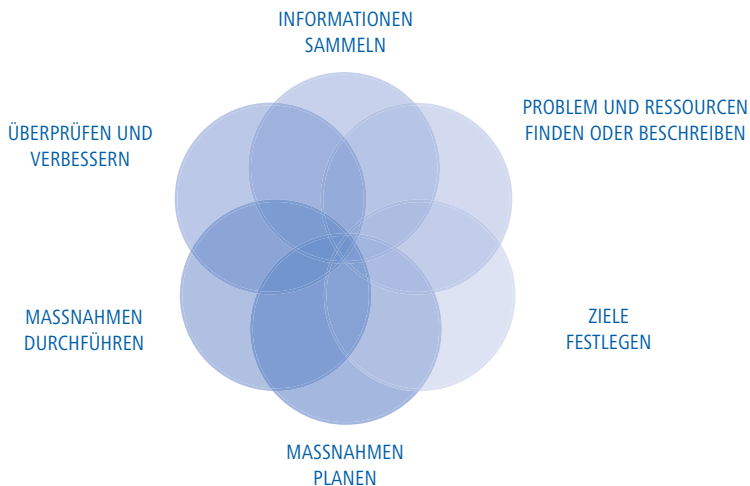 INFORMATIONEN
SAMMELN
PROBLEM UND RESSOURCEN
FINDEN ODER BESCHREIBEN
ZIELE
FESTLEGEN
MASSNAHMEN
PLANEN
MASSNAHMEN
DURCHFÜHREN
ÜBERPRÜFEN UND
VERBESSERN